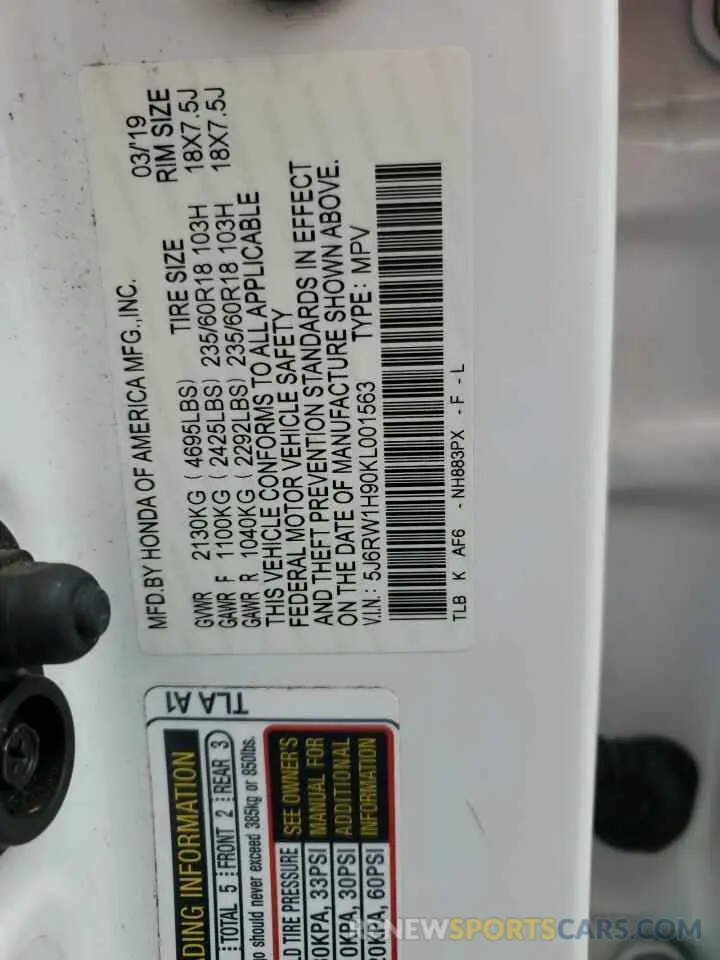 MFD.BY HONDA OF AMERICA MFG.,INC. 03/'19
TIRE SIZE RIM SIZE
GVWR 2130KG ( 4695LBS)
GAWR F 1100KG ( 2425LBS) 235/60R18 103H 18X7.5J
GAWR R 1040KG ( 2292LBS) 235/60R18 103H 18X7.5J
THIS VEHICLE CONFORMS TO ALL APPLICABLE
FEDERAL MOTOR VEHICLE SAFETY
AND THEFT PREVENTION STANDARDS IN EFFECT
ON THE DATE OF MANUFACTURE SHOWN ABOVE.
V.I.N.: 5J6RW1H90KL001563 TYPE: MPV
TLB K AF6 - NH883PX - F - L
TLA A1
INFORMATION
TOTAL 5 FRONT 2 REAR 3
should never exceed 385kg or 850lbs.
TIRE PRESSURE
SEE OWNER'S
MANUAL FOR
ADDITIONAL
INFORMATION
KPA, 33PSI
KPA, 30PSI
KPA, 60PSI
RENEWSPORTSCARS.COM